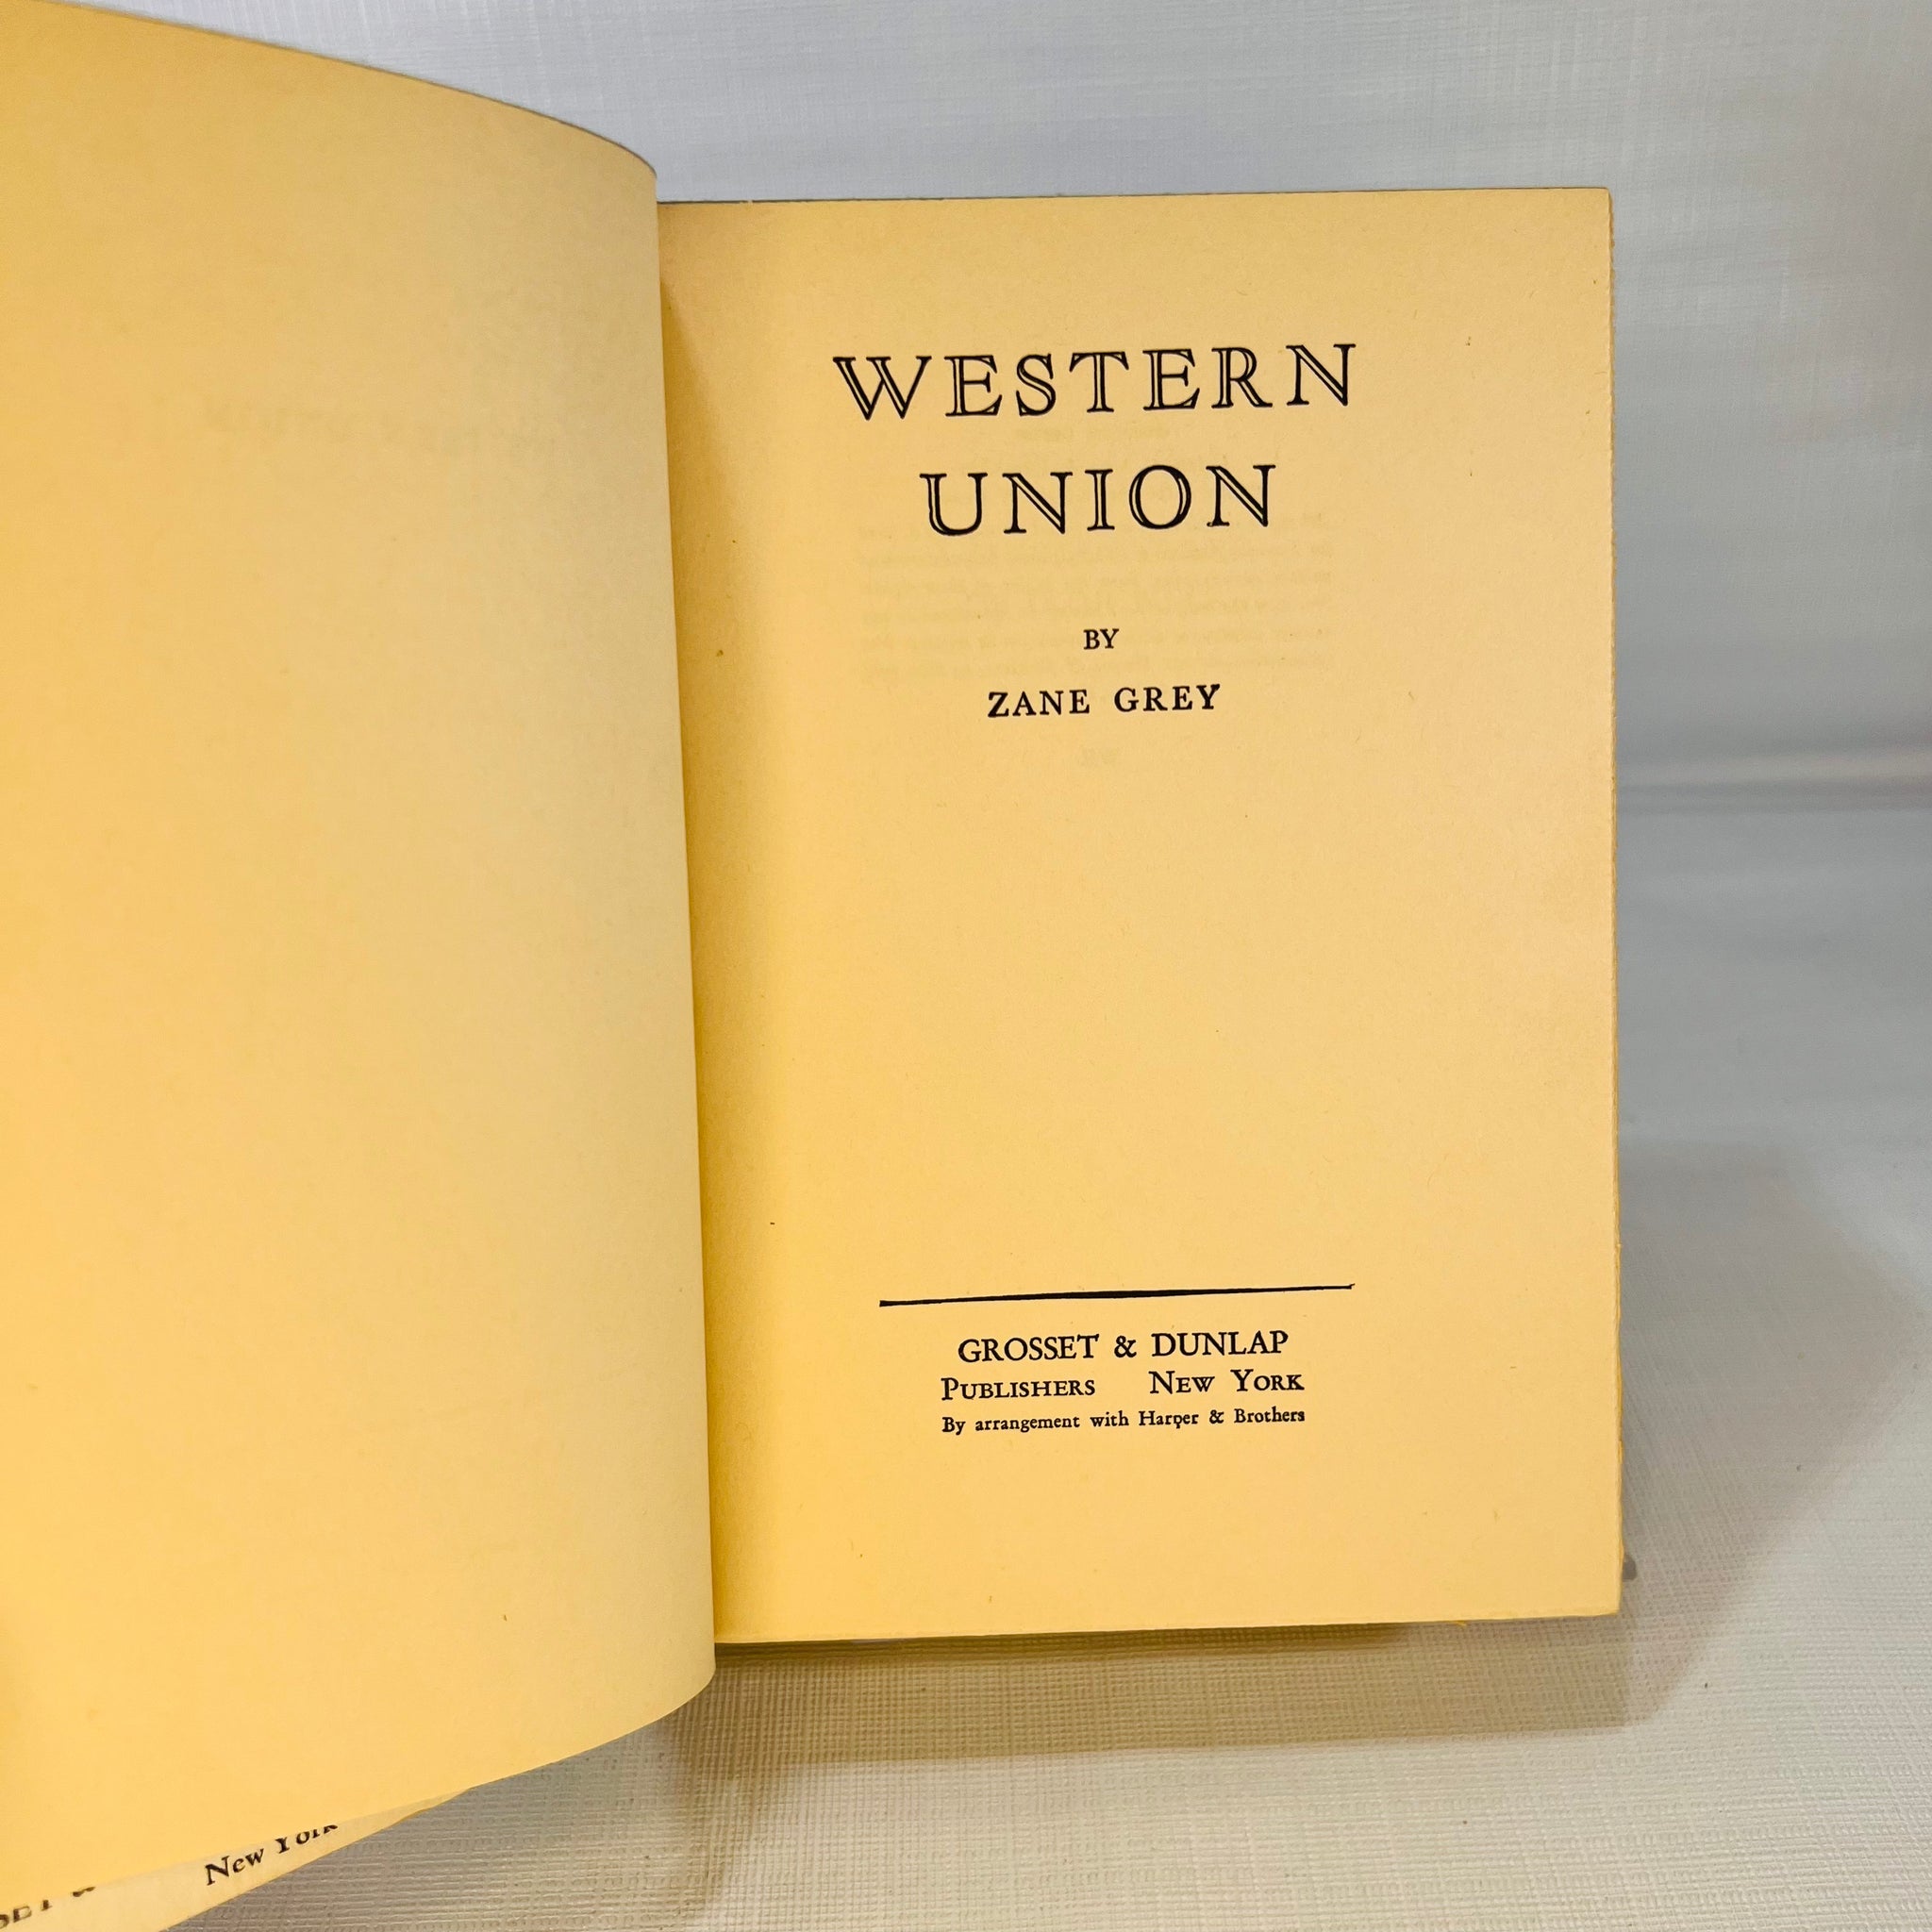 WESTERN
UNION
BY
ZANE GREY
GROSSET & DUNLAP
PUBLISHERS NEW YORK
By arrangement with Harper & Brothers
New York